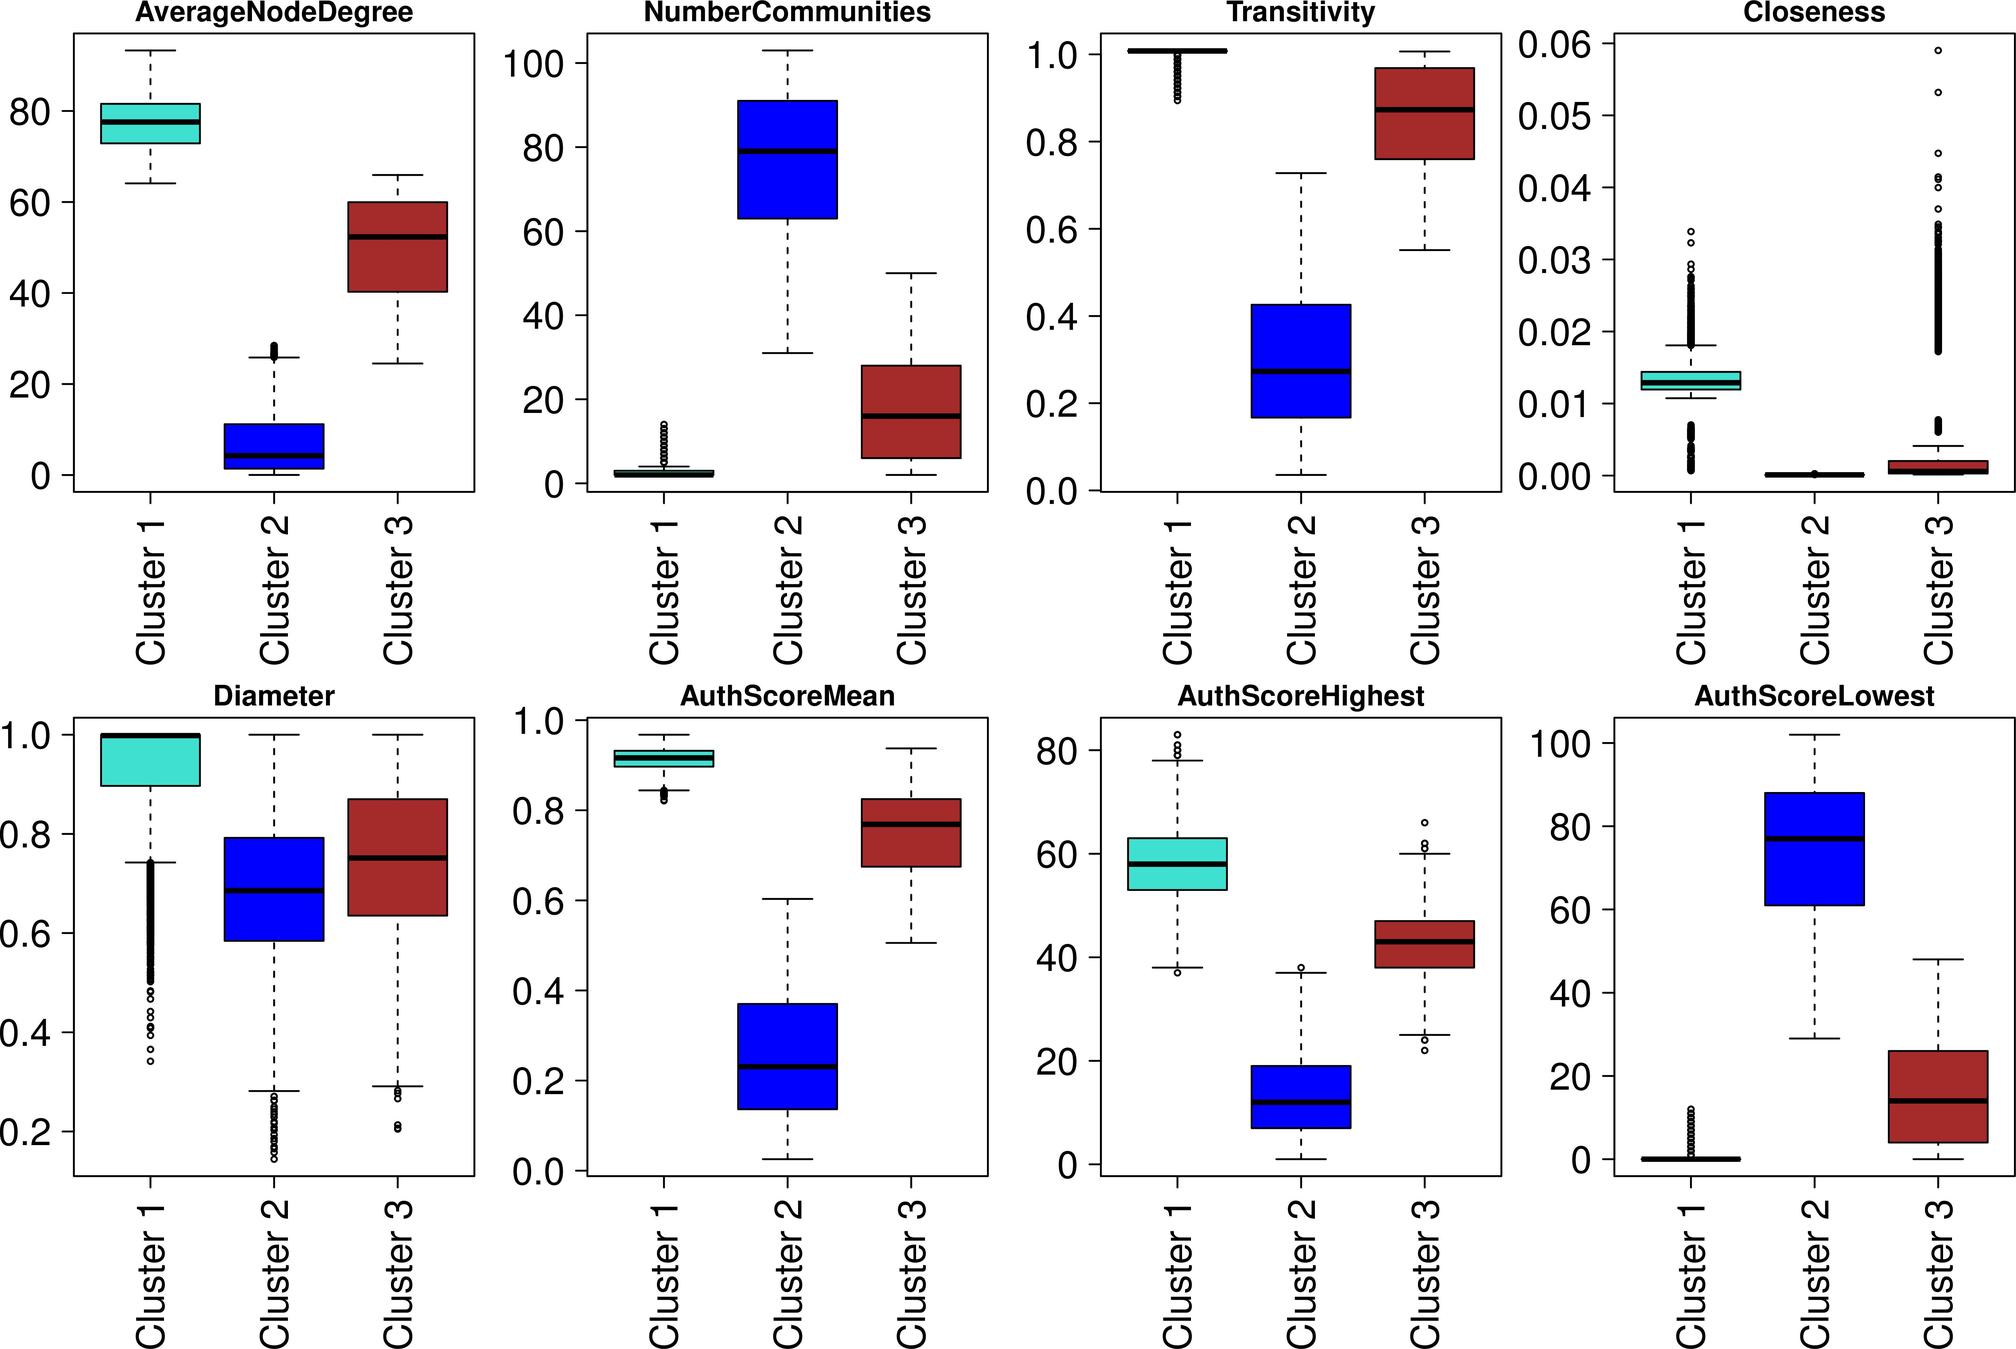 AverageNodeDegree NumberCommunities Transitivity Closeness
80
60
40
20
0
100
80
60
40
20
0
1.0
0.8
0.6
0.4
0.2
0.0
0.06
0.05
0.04
0.03
0.02
0.01
0.00
Cluster 1
Cluster 2
Cluster 3
Cluster 1
Cluster 2
Cluster 3
Cluster 1
Cluster 2
Cluster 3
Cluster 1
Cluster 2
Cluster 3
Diameter AuthScoreMean AuthScoreHighest AuthScoreLowest
1.0
0.8
0.6
0.4
0.2
1.0
0.8
0.6
0.4
0.2
0.0
80
60
40
20
0
100
80
60
40
20
0
Cluster 1
Cluster 2
Cluster 3
Cluster 1
Cluster 2
Cluster 3
Cluster 1
Cluster 2
Cluster 3
Cluster 1
Cluster 2
Cluster 3